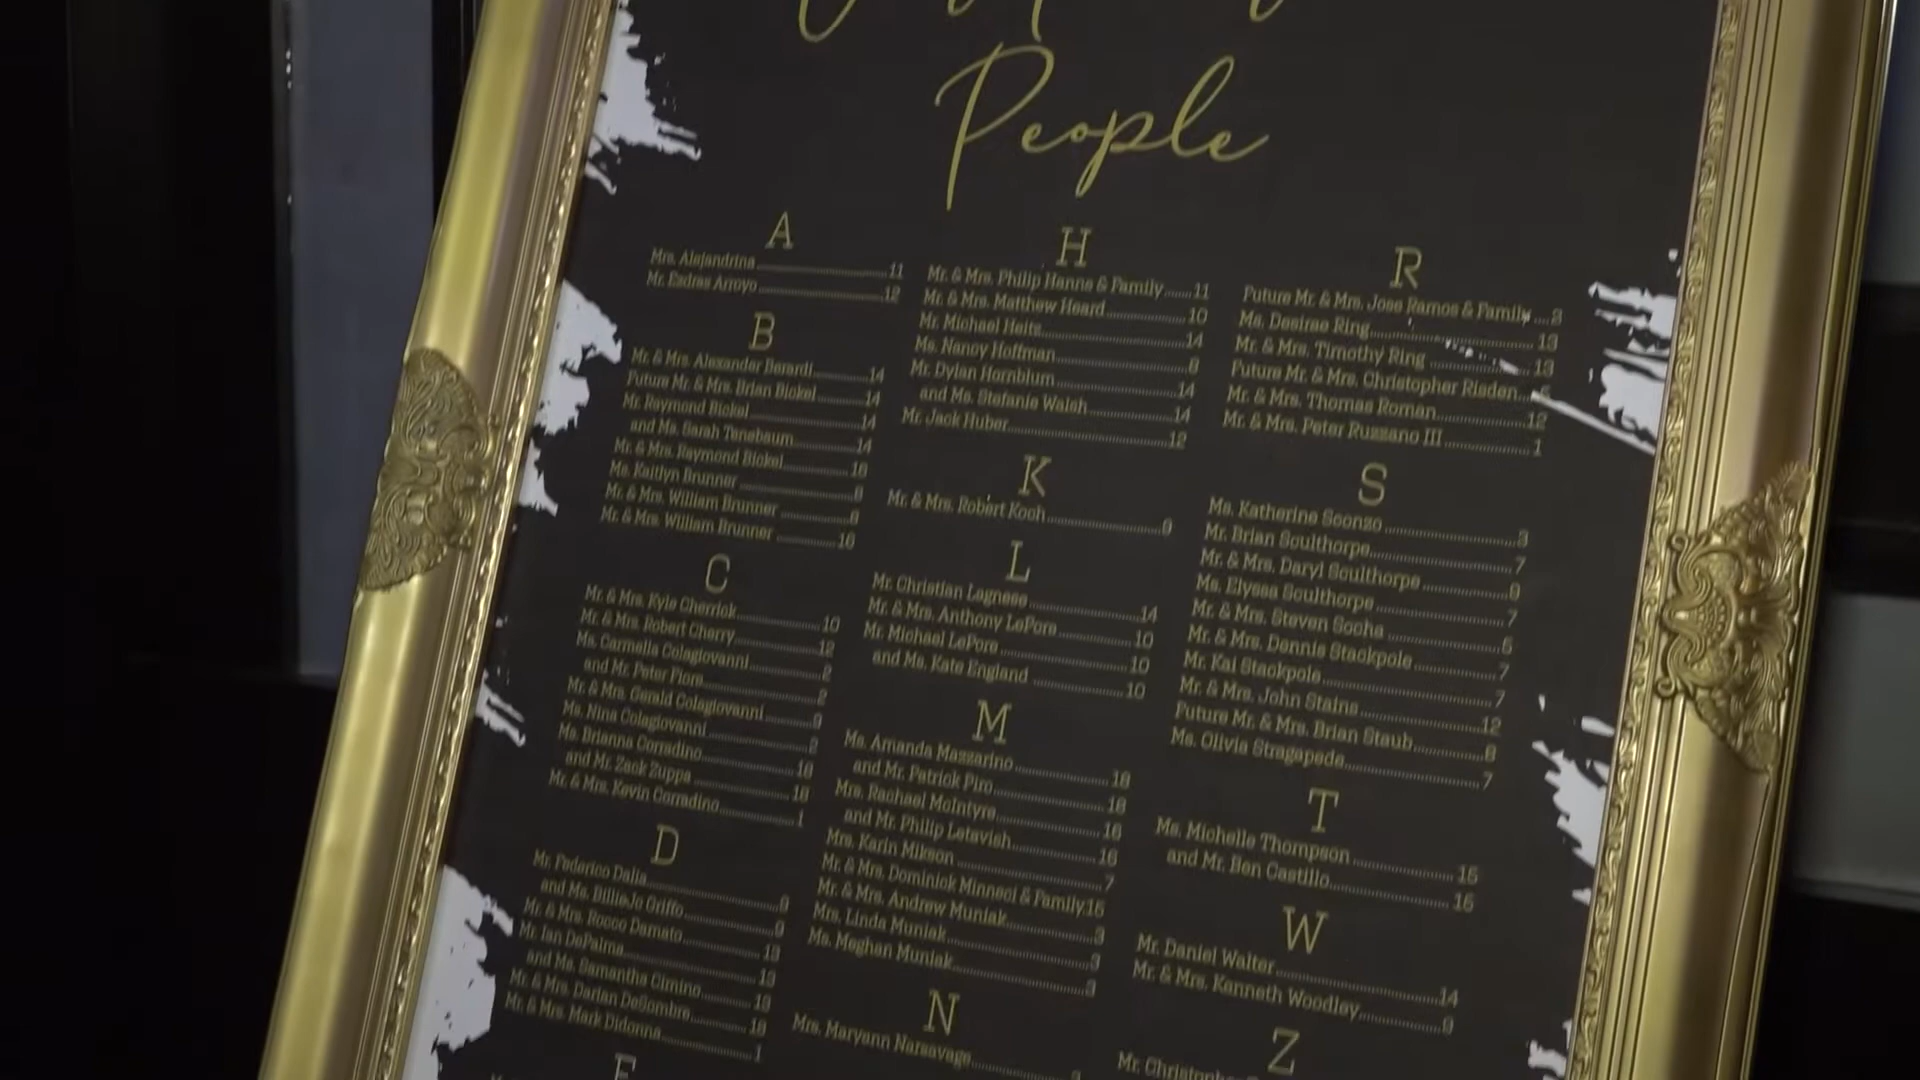 People
A
Mrs. Alejandrina 11
Mr. Esdras Arroyo 12
B
Mr. & Mrs. Alexander Berardi 14
Future Mr. & Mrs. Brian Bickel 14
Mr. Raymond Bickel 14
and Ms. Sarah Tenebaum 14
Mr. & Mrs. Raymond Bickel 16
Ms. Kaitlyn Brunner
Mr. & Mrs. William Brunner
Mr. & Mrs. William Brunner 16
C
Mr. & Mrs. Kyle Cherrick 10
Mr. & Mrs. Robert Cherry 12
Ms. Carmella Colagiovanni 2
and Mr. Peter Fiore 2
Mr. & Mrs. Gerald Colagiovanni
Ms. Nina Colagiovanni 2
Ms. Brianna Corradino
and Mr. Zack Zuppa
Mr. & Mrs. Kevin Corradino 1
D
Mr. Federico Dalia 9
and Ms. BillieJo Griffo 9
Mr. & Mrs. Rocco Damato 13
Mr. Ian DePalma 13
and Ms. Samantha Cimino 13
Mr. & Mrs. Darian DeSombre
Mr. & Mrs. Mark Didonna 1
H
Mr. & Mrs. Philip Hanna & Family 11
Mr. & Mrs. Matthew Heard 10
Mr. Michael Heitz 14
Ms. Nancy Hoffman 8
Mr. Dylan Hornblum 14
and Ms. Stefanie Walsh 14
Mr. Jack Huber 12
K
Mr. & Mrs. Robert Koch 9
L
Mr. Christian Lagnese 14
Mr. & Mrs. Anthony LePore 10
Mr. Michael LePore 10
and Ms. Kate England 10
M
Ms. Amanda Mazzarino
and Mr. Patrick Piro
Mrs. Rachael McIntyre 16
and Mr. Philip Letavish 16
Mrs. Karin Mikson 7
Mr. & Mrs. Dominick Minneci & Family 15
Mr. & Mrs. Andrew Muniak 3
Mrs. Linda Muniak 3
Ms. Meghan Muniak 3
N
Mrs. Maryann Narsavage
R
Future Mr. & Mrs. Jose Ramos & Family
Ms. Desirae Ring 13
Mr. & Mrs. Timothy Ring 13
Future Mr. & Mrs. Christopher Risden
Mr. & Mrs. Thomas Roman 12
Mr. & Mrs. Peter Ruzzano III 1
S
Ms. Katherine Sconzo 3
Mr. Brian Sculthorpe 7
Mr. & Mrs. Daryl Sculthorpe 9
Ms. Elyssa Sculthorpe 7
Mr. & Mrs. Steven Socha
Mr. & Mrs. Dennis Stackpole 7
Mr. Kai Stackpole 7
Mr. & Mrs. John Stains 12
Future Mr. & Mrs. Brian Staub 8
Ms. Olivia Stragapede 7
T
Ms. Michelle Thompson 15
and Mr. Ben Castillo 15
W
Mr. Daniel Walter 14
Mr. & Mrs. Kenneth Woodley 9
Z